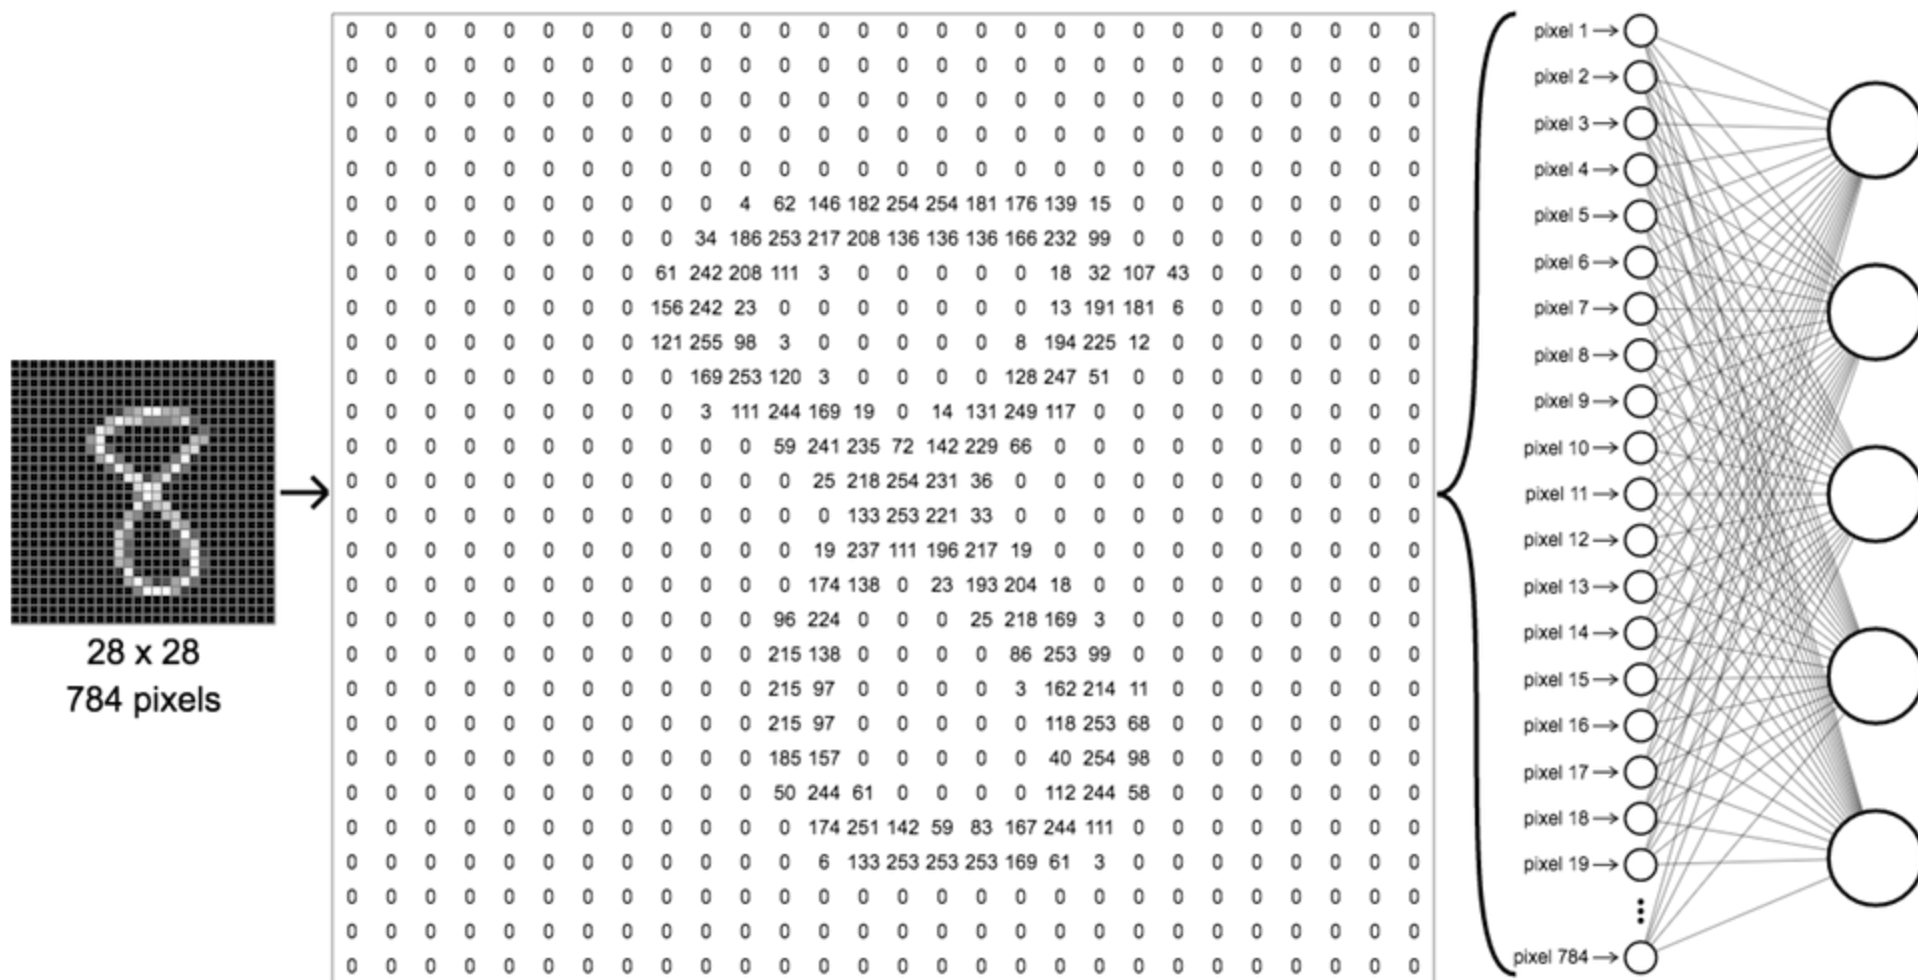 28 x 28
784 pixels
0 0 0 0 0 0 0 0 0 0 0 0 0 0 0 0 0 0 0 0 0 0 0 0 0 0 0 0
0 0 0 0 0 0 0 0 0 0 0 0 0 0 0 0 0 0 0 0 0 0 0 0 0 0 0 0
0 0 0 0 0 0 0 0 0 0 0 0 0 0 0 0 0 0 0 0 0 0 0 0 0 0 0 0
0 0 0 0 0 0 0 0 0 0 0 0 0 0 0 0 0 0 0 0 0 0 0 0 0 0 0 0
0 0 0 0 0 0 0 0 0 0 0 0 0 0 0 0 0 0 0 0 0 0 0 0 0 0 0 0
0 0 0 0 0 0 0 0 0 0 4 62 146 182 254 254 181 176 139 15 0 0 0 0 0 0 0 0
0 0 0 0 0 0 0 0 0 34 186 253 217 208 136 136 136 166 232 99 0 0 0 0 0 0 0 0
0 0 0 0 0 0 0 0 61 242 208 111 3 0 0 0 0 0 18 32 107 43 0 0 0 0 0 0
0 0 0 0 0 0 0 0 156 242 23 0 0 0 0 0 0 0 13 191 181 6 0 0 0 0 0 0
0 0 0 0 0 0 0 0 121 255 98 3 0 0 0 0 0 8 194 225 12 0 0 0 0 0 0 0
0 0 0 0 0 0 0 0 0 169 253 120 3 0 0 0 0 128 247 51 0 0 0 0 0 0 0 0
0 0 0 0 0 0 0 0 0 3 111 244 169 19 0 14 131 249 117 0 0 0 0 0 0 0 0 0
0 0 0 0 0 0 0 0 0 0 0 59 241 235 72 142 229 66 0 0 0 0 0 0 0 0 0 0
0 0 0 0 0 0 0 0 0 0 0 0 25 218 254 231 36 0 0 0 0 0 0 0 0 0 0 0
0 0 0 0 0 0 0 0 0 0 0 0 0 133 253 221 33 0 0 0 0 0 0 0 0 0 0 0
0 0 0 0 0 0 0 0 0 0 0 0 19 237 111 196 217 19 0 0 0 0 0 0 0 0 0 0
0 0 0 0 0 0 0 0 0 0 0 0 174 138 0 23 193 204 18 0 0 0 0 0 0 0 0 0
0 0 0 0 0 0 0 0 0 0 0 96 224 0 0 0 25 218 169 3 0 0 0 0 0 0 0 0
0 0 0 0 0 0 0 0 0 0 0 215 138 0 0 0 0 86 253 99 0 0 0 0 0 0 0 0
0 0 0 0 0 0 0 0 0 0 0 215 97 0 0 0 0 3 162 214 11 0 0 0 0 0 0 0
0 0 0 0 0 0 0 0 0 0 0 215 97 0 0 0 0 0 118 253 68 0 0 0 0 0 0 0
0 0 0 0 0 0 0 0 0 0 0 185 157 0 0 0 0 0 40 254 98 0 0 0 0 0 0 0
0 0 0 0 0 0 0 0 0 0 0 50 244 61 0 0 0 0 112 244 58 0 0 0 0 0 0 0
0 0 0 0 0 0 0 0 0 0 0 0 174 251 142 59 83 167 244 111 0 0 0 0 0 0 0 0
0 0 0 0 0 0 0 0 0 0 0 0 6 133 253 253 253 169 61 3 0 0 0 0 0 0 0 0
0 0 0 0 0 0 0 0 0 0 0 0 0 0 0 0 0 0 0 0 0 0 0 0 0 0 0 0
0 0 0 0 0 0 0 0 0 0 0 0 0 0 0 0 0 0 0 0 0 0 0 0 0 0 0 0
0 0 0 0 0 0 0 0 0 0 0 0 0 0 0 0 0 0 0 0 0 0 0 0 0 0 0 0
pixel 1
pixel 2
pixel 3
pixel 4
pixel 5
pixel 6
pixel 7
pixel 8
pixel 9
pixel 10
pixel 11
pixel 12
pixel 13
pixel 14
pixel 15
pixel 16
pixel 17
pixel 18
pixel 19
pixel 784